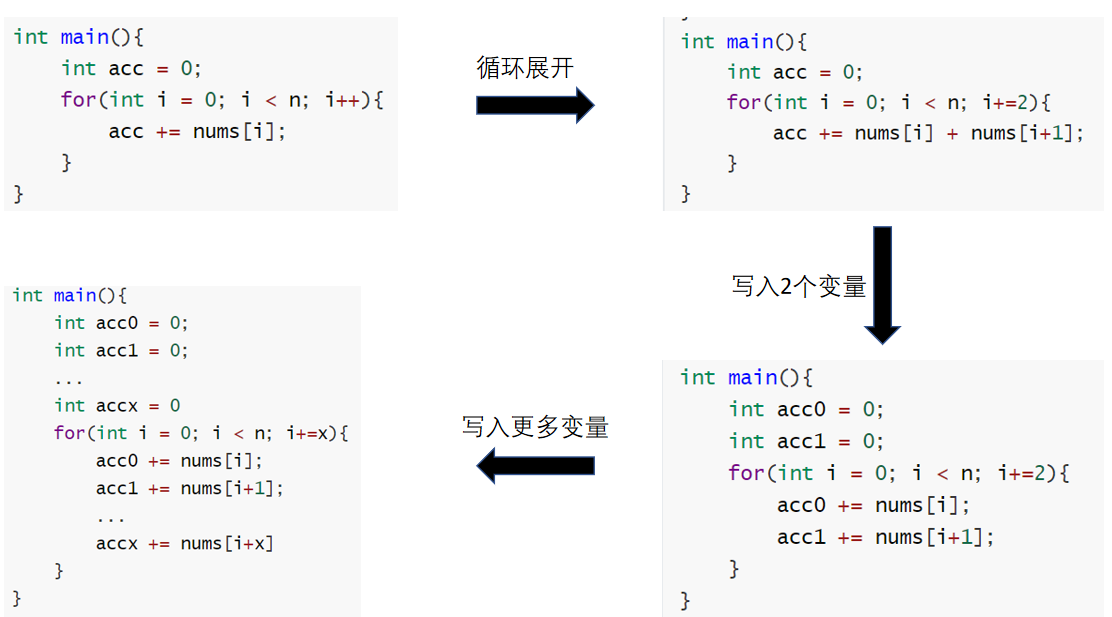 int main(){
    int acc = 0;
    for(int i = 0; i < n; i++){
        acc += nums[i];
    }
}
循环展开
int main(){
    int acc = 0;
    for(int i = 0; i < n; i+=2){
        acc += nums[i] + nums[i+1];
    }
}
写入2个变量
int main(){
    int acc0 = 0;
    int acc1 = 0;
    for(int i = 0; i < n; i+=2){
        acc0 += nums[i];
        acc1 += nums[i+1];
    }
}
写入更多变量
int main(){
    int acc0 = 0;
    int acc1 = 0;
    ...
    int accx = 0
    for(int i = 0; i < n; i+=x){
        acc0 += nums[i];
        acc1 += nums[i+1];
        ...
        accx += nums[i+x]
    }
}